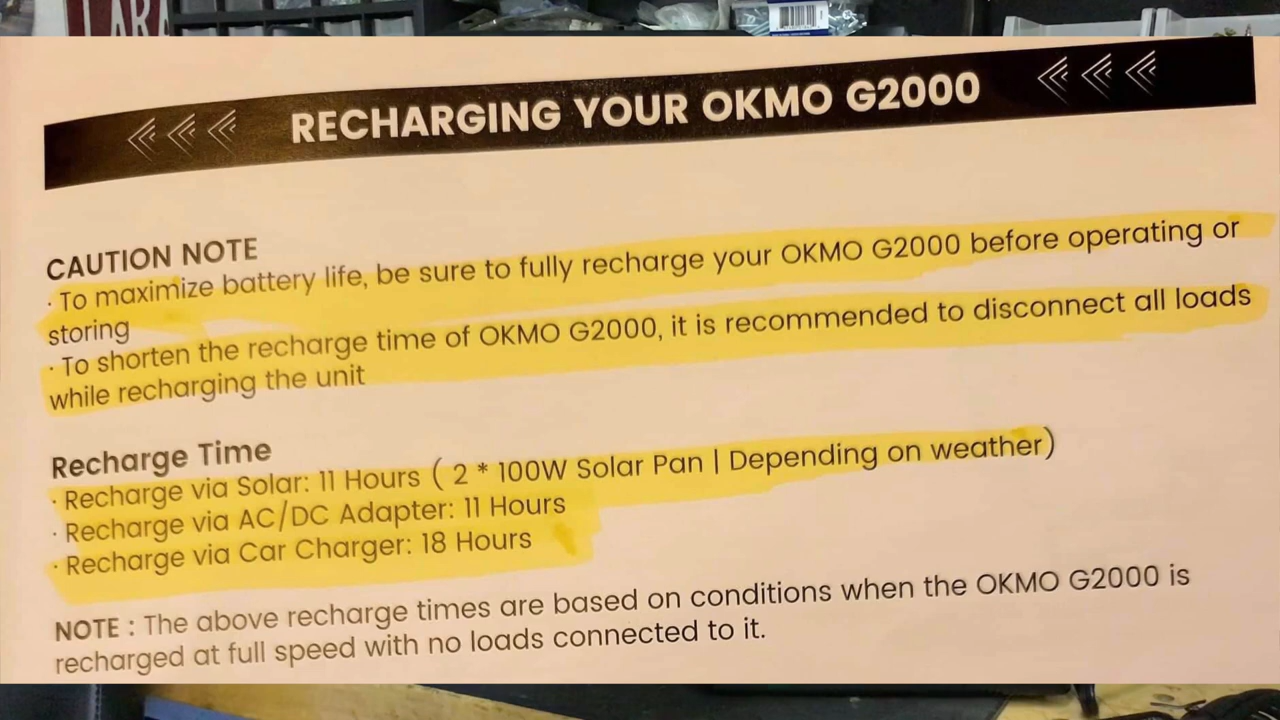 LARA
RECHARGING YOUR OKMO G2000
CAUTION NOTE
· To maximize battery life, be sure to fully recharge your OKMO G2000 before operating or
storing
· To shorten the recharge time of OKMO G2000, it is recommended to disconnect all loads
while recharging the unit
Recharge Time
· Recharge via Solar: 11 Hours ( 2 * 100W Solar Pan | Depending on weather)
· Recharge via AC/DC Adapter: 11 Hours
· Recharge via Car Charger: 18 Hours
NOTE : The above recharge times are based on conditions when the OKMO G2000 is
recharged at full speed with no loads connected to it.